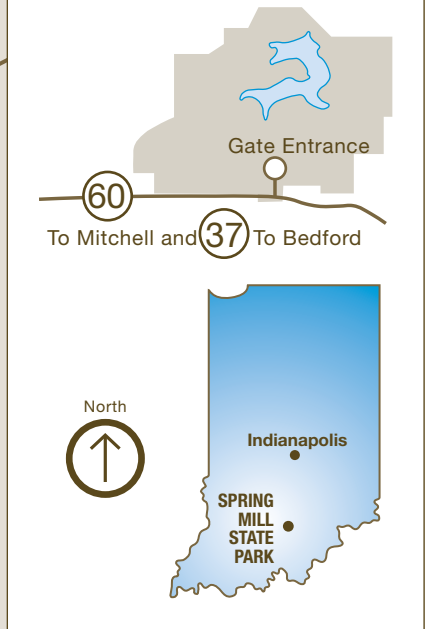 Gate Entrance
60
To Mitchell and 37 To Bedford
North
Indianapolis
SPRING
MILL
STATE
PARK